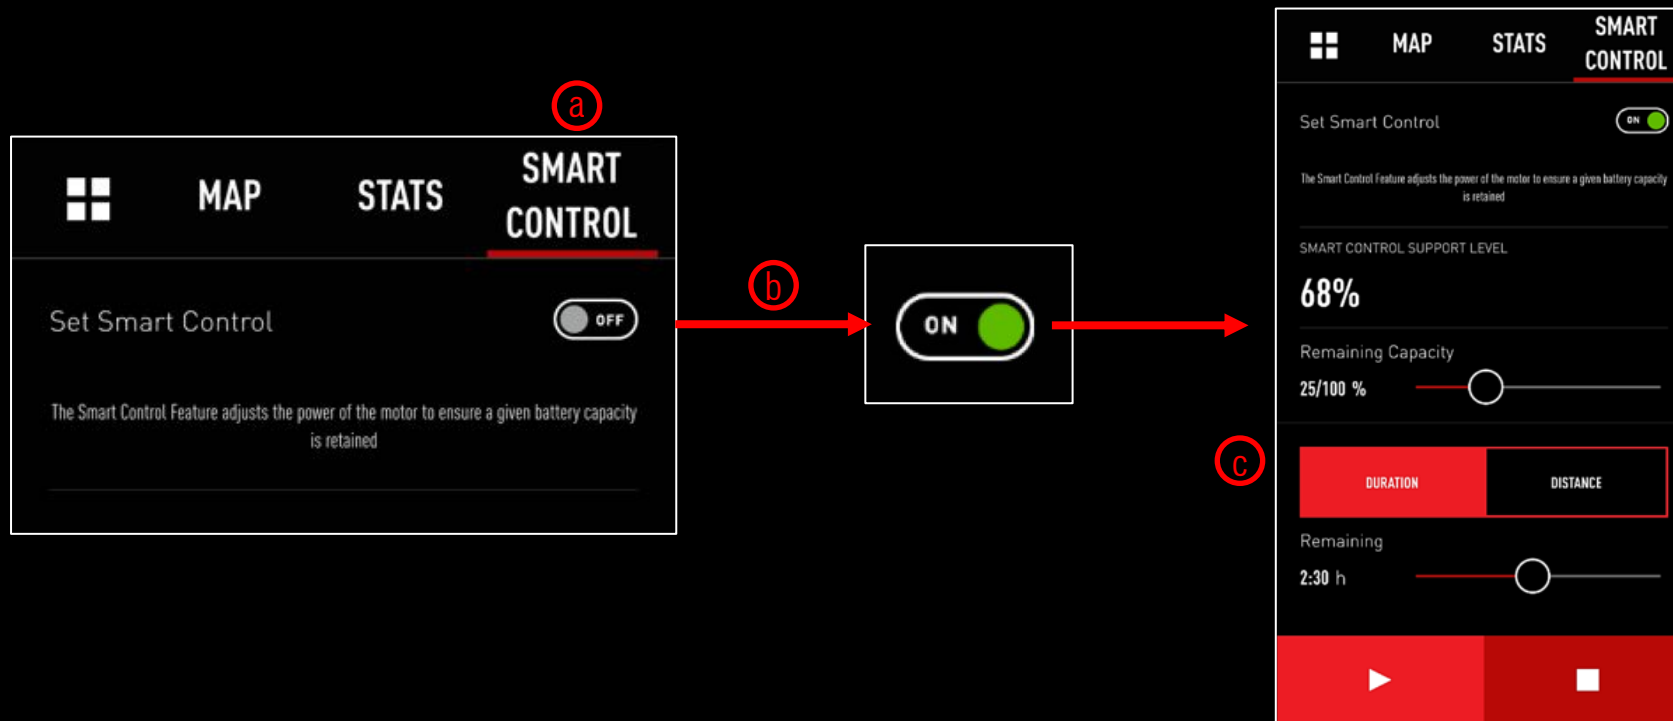 a
MAP STATS SMART CONTROL
Set Smart Control OFF
The Smart Control Feature adjusts the power of the motor to ensure a given battery capacity
is retained
b
ON
MAP STATS SMART CONTROL
Set Smart Control ON
The Smart Control Feature adjusts the power of the motor to ensure a given battery capacity
is retained
SMART CONTROL SUPPORT LEVEL
68%
Remaining Capacity
25/100 %
c
DURATION DISTANCE
Remaining
2:30 h